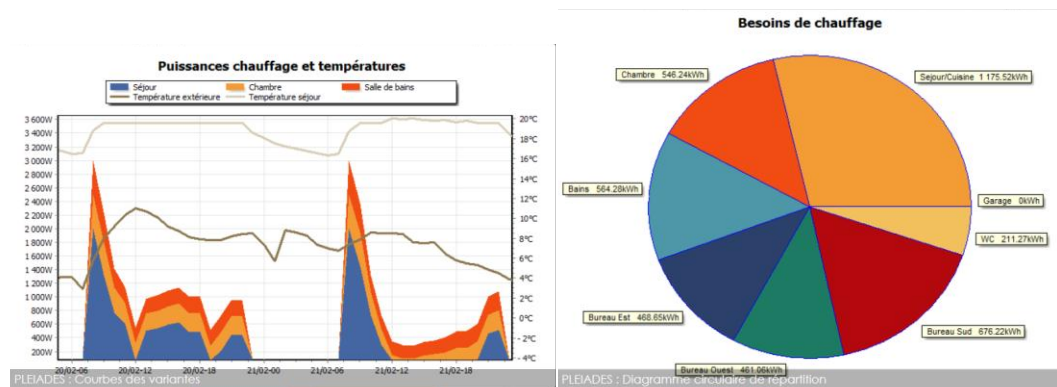 Puissances chauffage et températures
Séjour Chambre Salle de bains
Température extérieure Température séjour
3 600W
3 400W
3 200W
3 000W
2 800W
2 600W
2 400W
2 200W
2 000W
1 800W
1 600W
1 400W
1 200W
1 000W
800W
600W
400W
200W
20°C
18°C
16°C
14°C
12°C
10°C
8°C
6°C
4°C
2°C
0°C
-2°C
-4°C
20/02-06 20/02-12 20/02-18 21/02-00 21/02-06 21/02-12 21/02-18
PLEIADES : Courbes des variantes
Besoins de chauffage
Chambre 546.24kWh
Sejour/Cuisine 1 175.52kWh
Bains 564.28kWh
Garage 0kWh
WC 211.27kWh
Bureau Est 468.65kWh
Bureau Sud 676.22kWh
Bureau Ouest 461.06kWh
PLEIADES : Diagramme circulaire de répartition